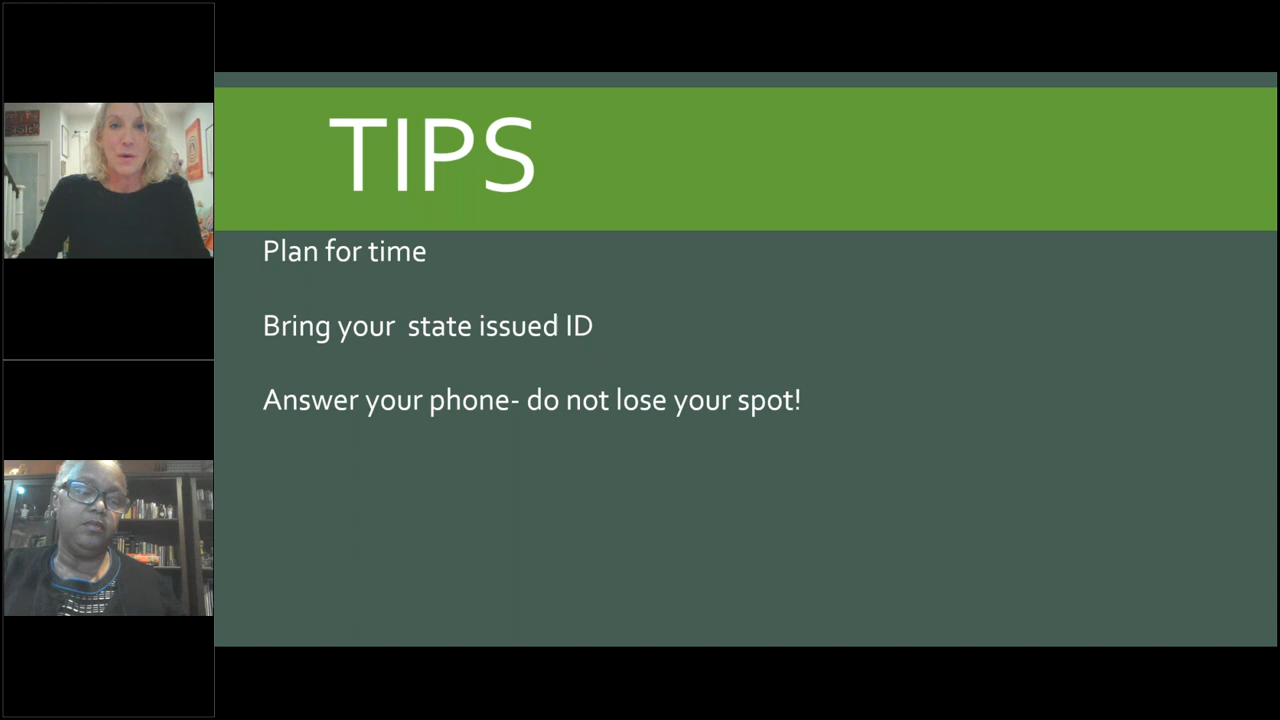 TIPS
Plan for time
Bring your  state issued ID
Answer your phone- do not lose your spot!